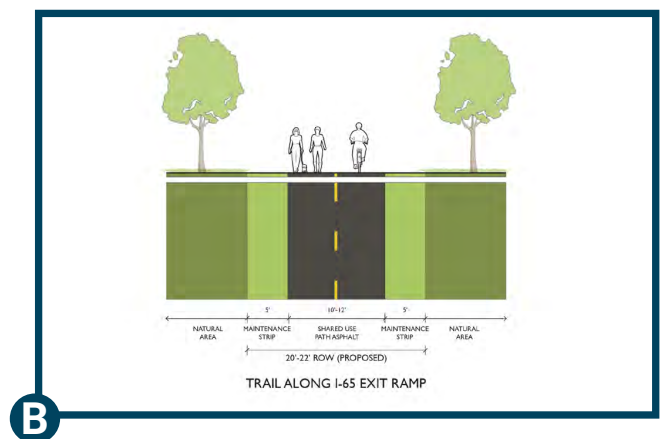 5' 10'-12' 5'
NATURAL AREA MAINTENANCE STRIP SHARED USE PATH ASPHALT MAINTENANCE STRIP NATURAL AREA
20'-22' ROW (PROPOSED)
TRAIL ALONG I-65 EXIT RAMP
B